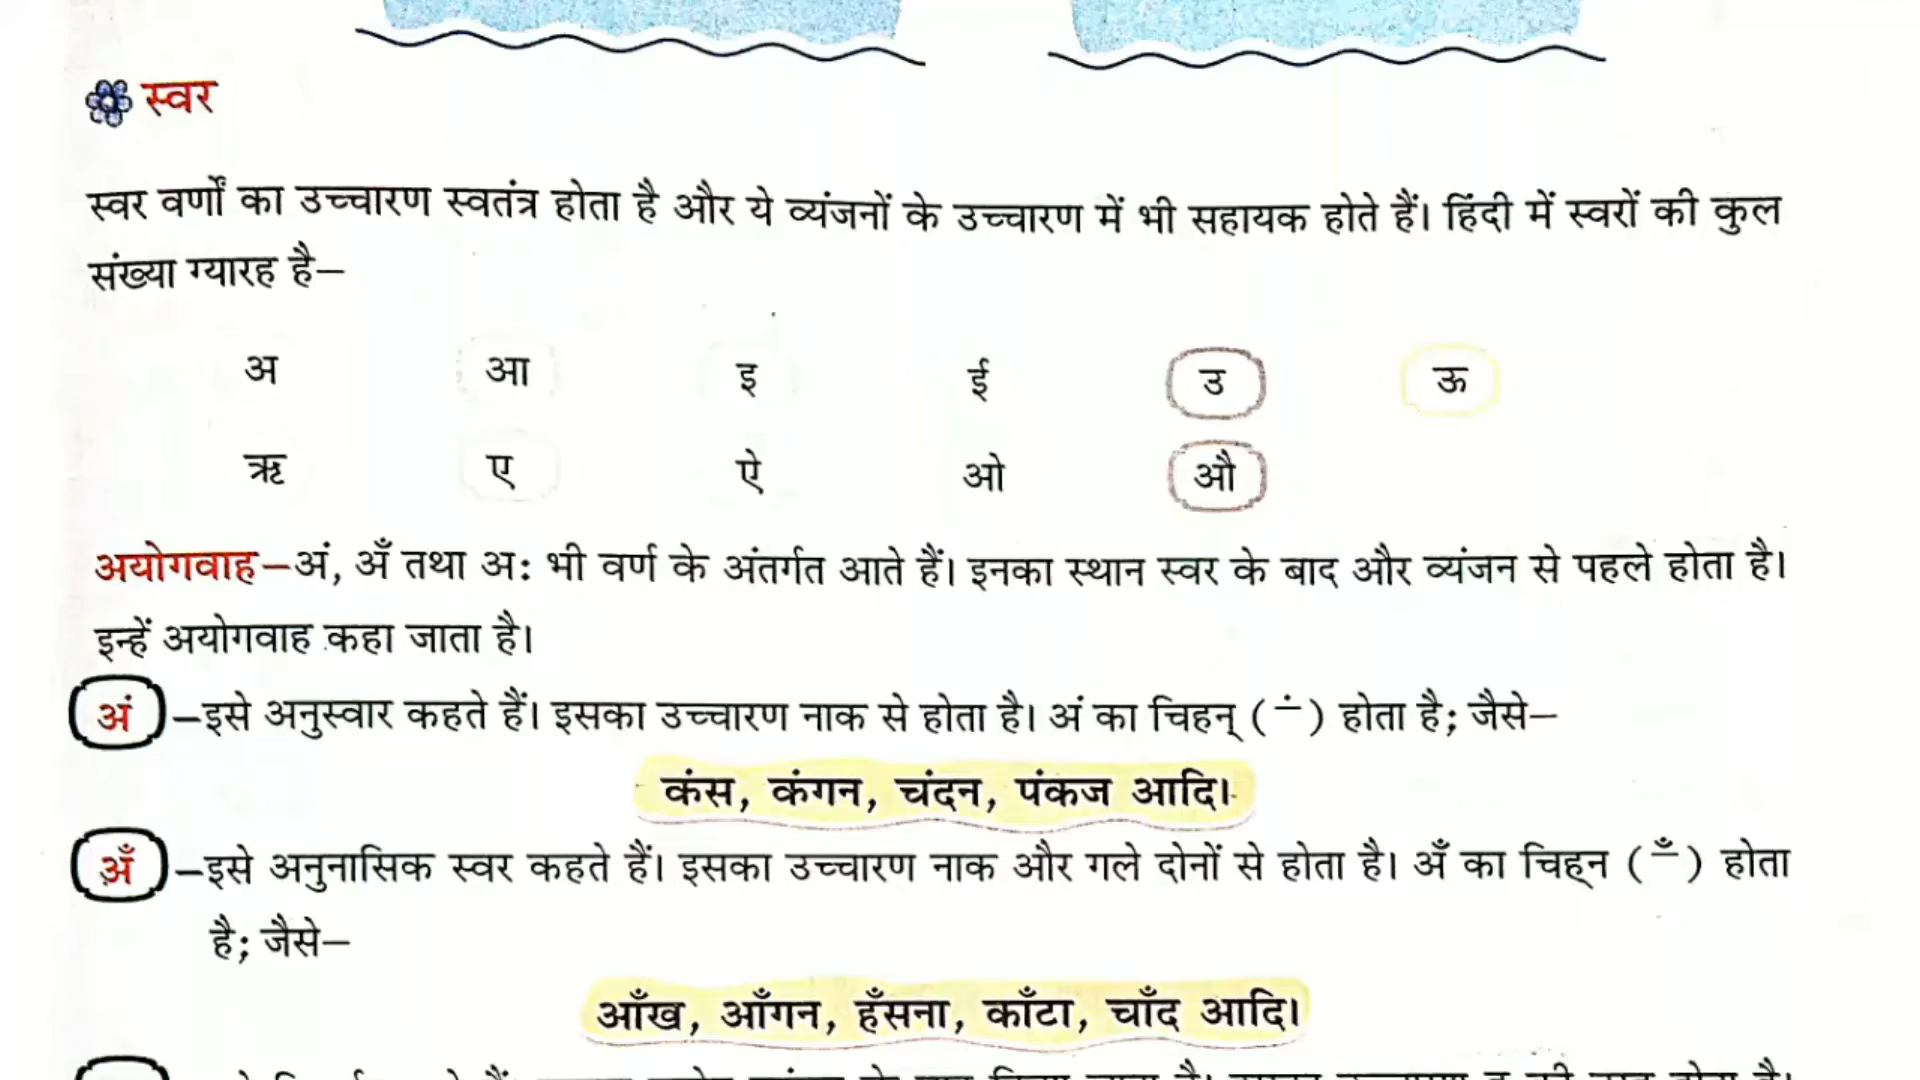 स्वर
स्वर वर्णों का उच्चारण स्वतंत्र होता है और ये व्यंजनों के उच्चारण में भी सहायक होते हैं। हिंदी में स्वरों की कुल
संख्या ग्यारह है—
अ आ इ ई उ ऊ
ऋ ए ऐ ओ औ
अयोगवाह—अं, अँ तथा अः भी वर्ण के अंतर्गत आते हैं। इनका स्थान स्वर के बाद और व्यंजन से पहले होता है।
इन्हें अयोगवाह कहा जाता है।
अं —इसे अनुस्वार कहते हैं। इसका उच्चारण नाक से होता है। अं का चिहन् ( ं ) होता है; जैसे—
कंस, कंगन, चंदन, पंकज आदि।
अँ —इसे अनुनासिक स्वर कहते हैं। इसका उच्चारण नाक और गले दोनों से होता है। अँ का चिह्न ( ँ ) होता
है; जैसे—
आँख, आँगन, हँसना, काँटा, चाँद आदि।